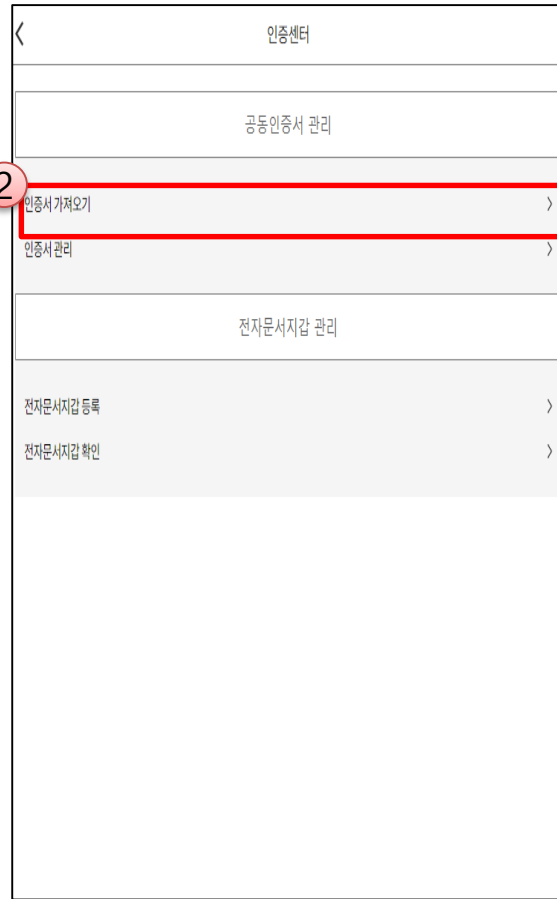 인증센터
공동인증서 관리
2
인증서 가져오기
인증서 관리
전자문서지갑 관리
전자문서지갑 등록
전자문서지갑 확인